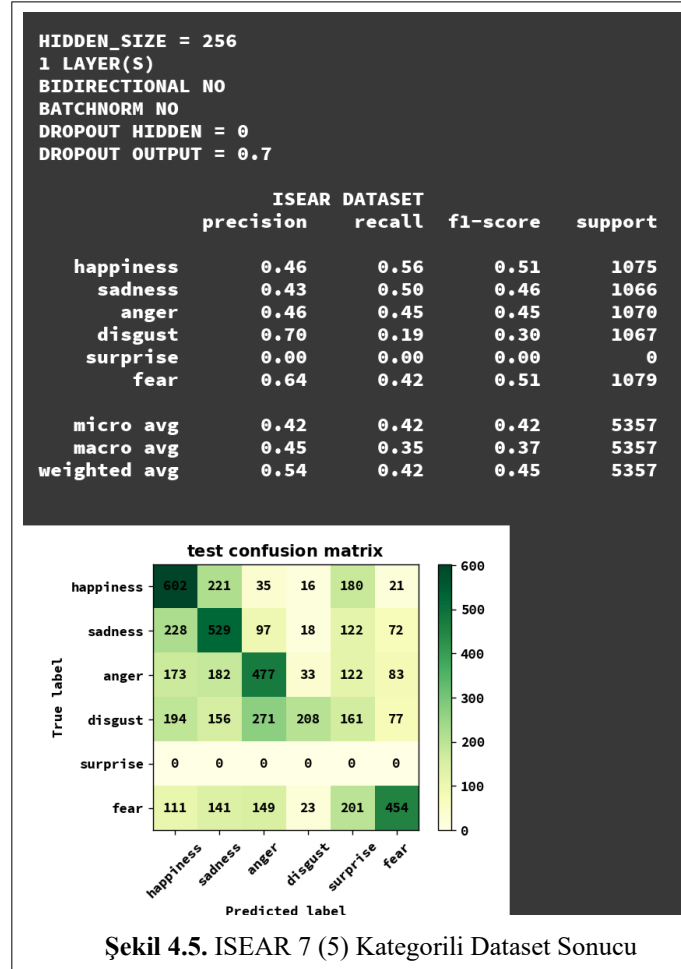 HIDDEN_SIZE = 256
1 LAYER(S)
BIDIRECTIONAL NO
BATCHNORM NO
DROPOUT HIDDEN = 0
DROPOUT OUTPUT = 0.7
ISEAR DATASET
precision recall f1-score support
happiness 0.46 0.56 0.51 1075
sadness 0.43 0.50 0.46 1066
anger 0.46 0.45 0.45 1070
disgust 0.70 0.19 0.30 1067
surprise 0.00 0.00 0.00 0
fear 0.64 0.42 0.51 1079
micro avg 0.42 0.42 0.42 5357
macro avg 0.45 0.35 0.37 5357
weighted avg 0.54 0.42 0.45 5357
test confusion matrix
happiness 602 221 35 16 180 21
sadness 228 529 97 18 122 72
anger 173 182 477 33 122 83
disgust 194 156 271 208 161 77
surprise 0 0 0 0 0 0
fear 111 141 149 23 201 454
True label
happiness sadness anger disgust surprise fear
Predicted label
600
500
400
300
200
100
0
Şekil 4.5. ISEAR 7 (5) Kategorili Dataset Sonucu